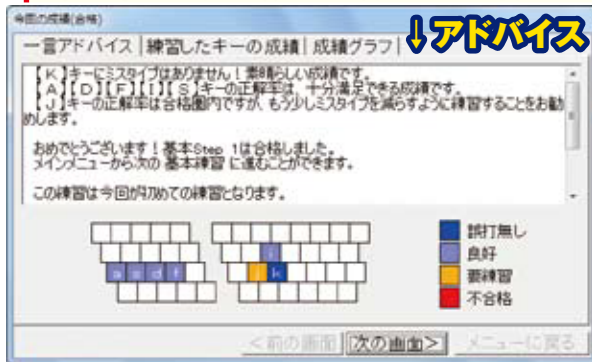 今回の成績(合格)
↓アドバイス
一言アドバイス 練習したキーの成績 成績グラフ
【K】キーにミスタイプはありません！素晴らしい成績です。
【A】【D】【F】【I】【S】キーの正解率は、十分満足できる成績です。
【J】キーの正解率は合格圏内ですが、もう少しミスタイプを減らすように練習することをお勧
めします。
おめでとうございます！基本Step 1は合格しました。
メインメニューから次の 基本練習 に進むことができます。
この練習は今回が初めての練習となります。
i
a s d f j k
誤打無し
良好
要練習
不合格
<前の画面 次の画面> メニューに戻る